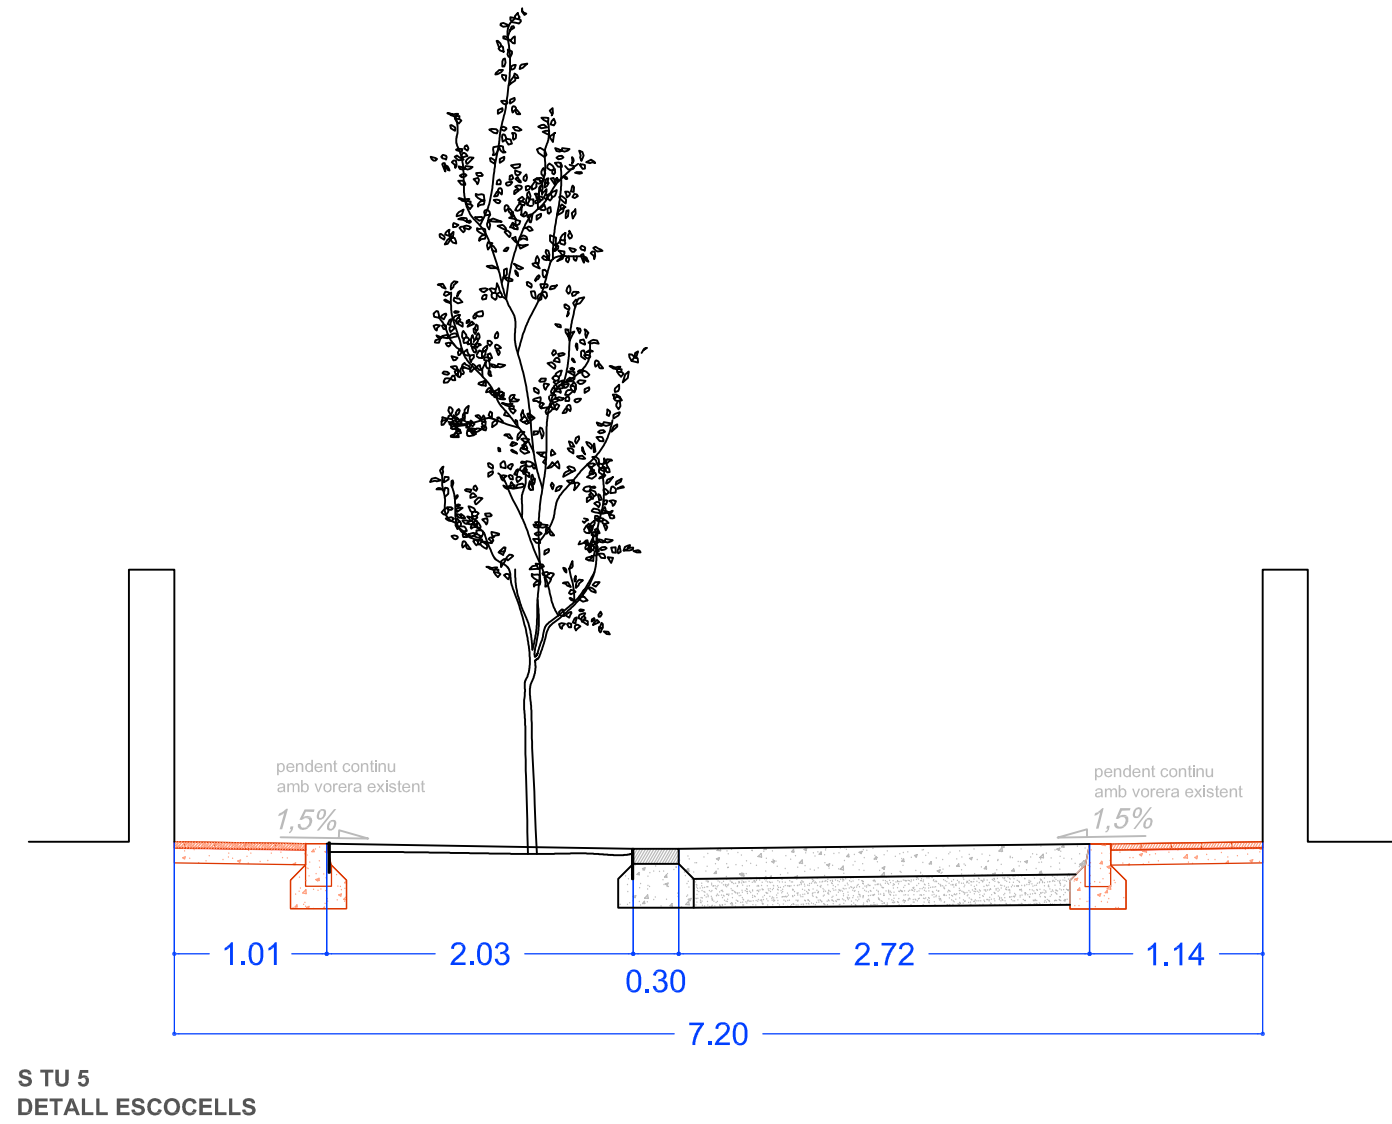 pendent continu
amb vorera existent
1,5%
pendent continu
amb vorera existent
1,5%
1.01
2.03
0.30
2.72
1.14
7.20
S TU 5
DETALL ESCOCELLS